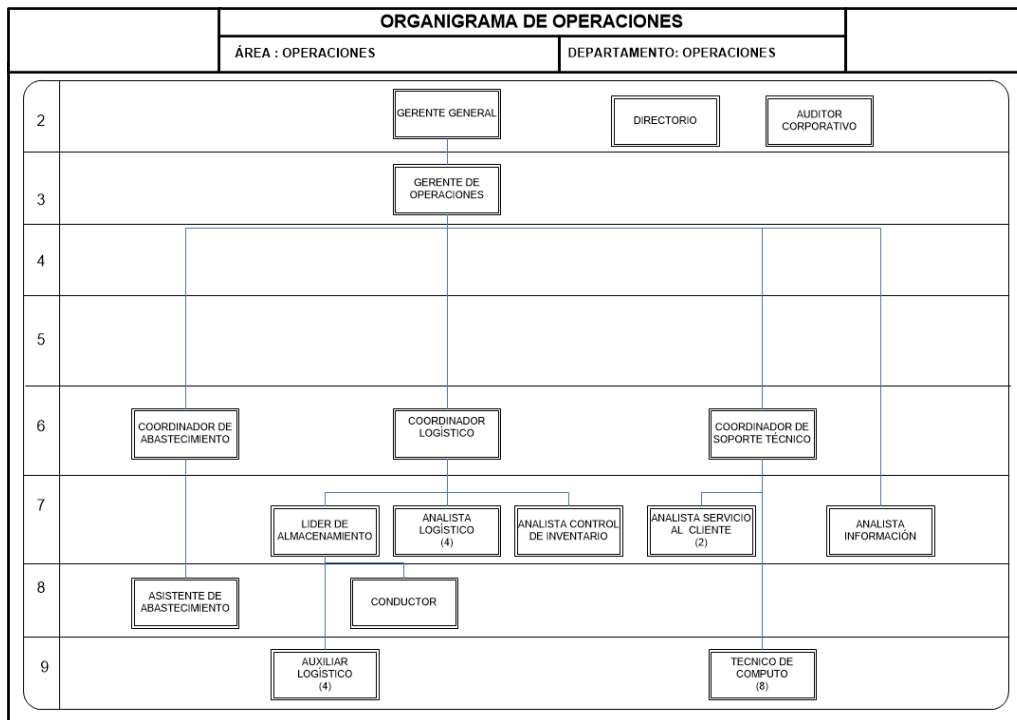 ORGANIGRAMA DE OPERACIONES
ÁREA : OPERACIONES
DEPARTAMENTO: OPERACIONES
2
GERENTE GENERAL
DIRECTORIO
AUDITOR
CORPORATIVO
3
GERENTE DE
OPERACIONES
4
5
6
COORDINADOR DE
ABASTECIMIENTO
COORDINADOR
LOGÍSTICO
COORDINADOR DE
SOPORTE TÉCNICO
7
LIDER DE
ALMACENAMIENTO
ANALISTA
LOGÍSTICO
(4)
ANALISTA CONTROL
DE INVENTARIO
ANALISTA SERVICIO
AL CLIENTE
(2)
ANALISTA
INFORMACIÓN
8
ASISTENTE DE
ABASTECIMIENTO
CONDUCTOR
9
AUXILIAR
LOGÍSTICO
(4)
TECNICO DE
COMPUTO
(8)